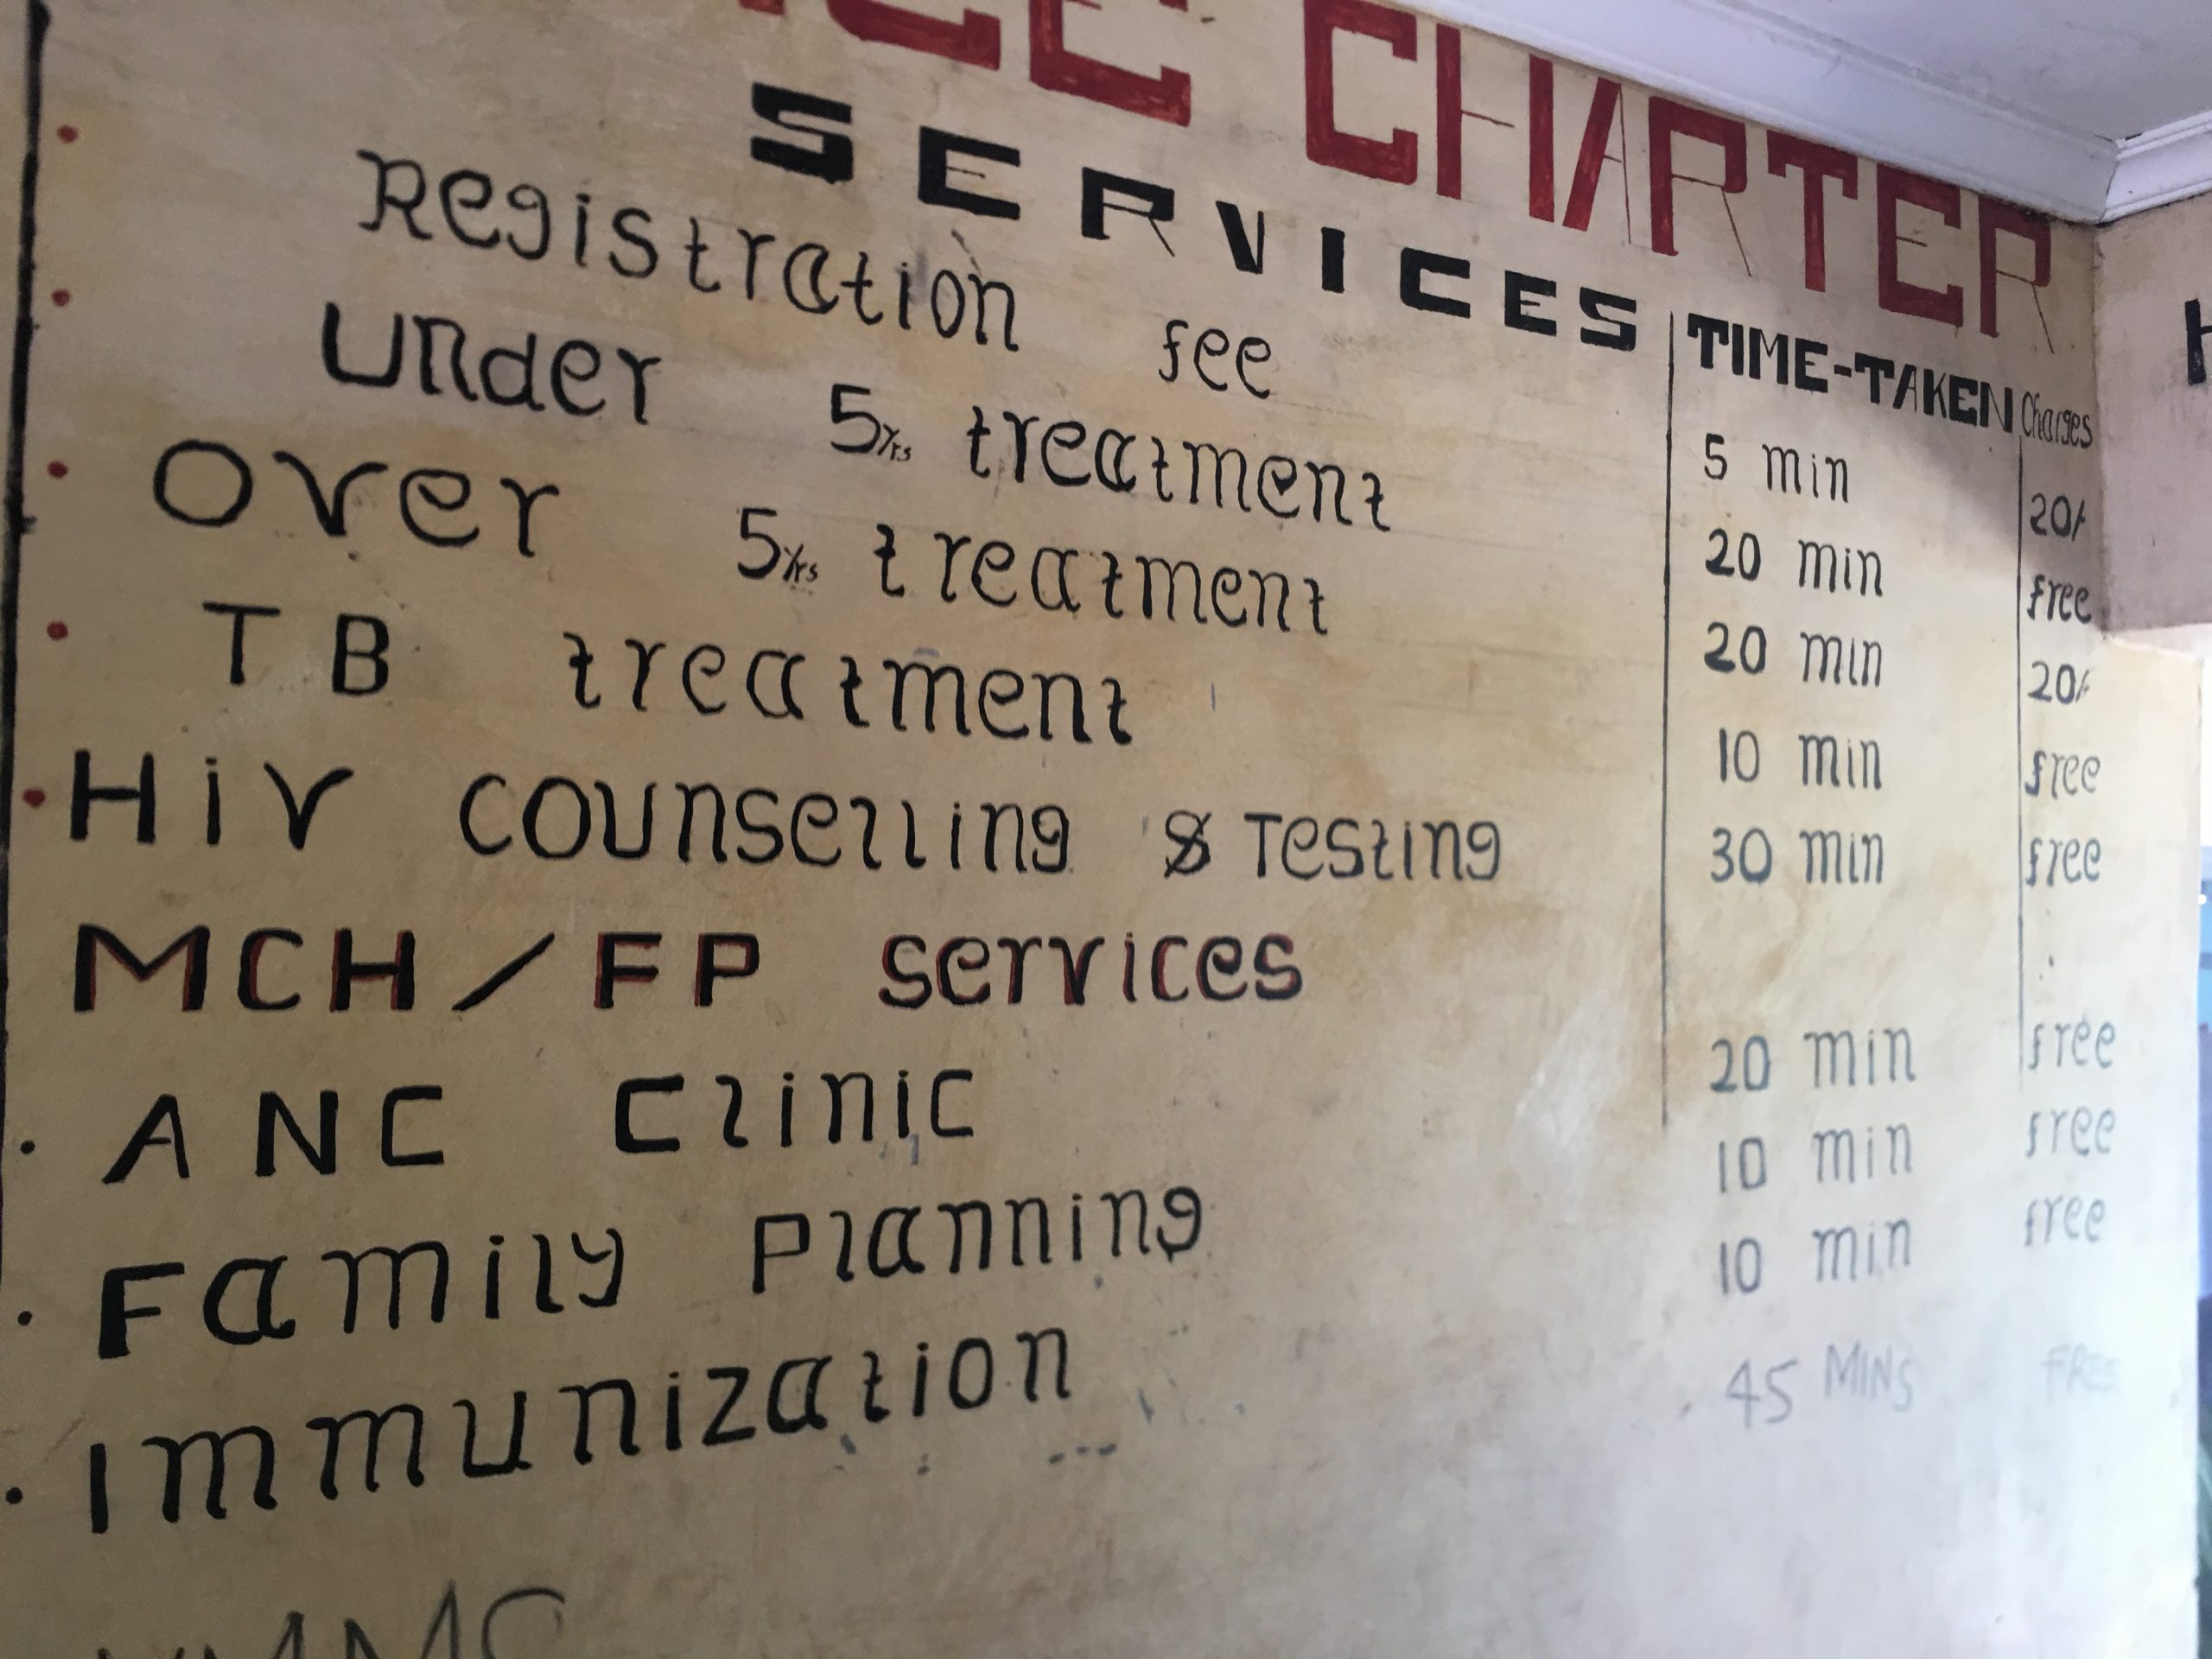 CHARTER
SERVICES TIME-TAKEN Charges
Registration fee 5 min 20/-
Under 5yrs treatment 20 min free
Over 5yrs treatment 20 min 20/-
TB treatment 10 min free
HiV counselling & Testing 30 min free
MCH/FP services
ANC Clinic 20 min free
Family Planning 10 min free
Immunization 10 min free
45 MINS FREE